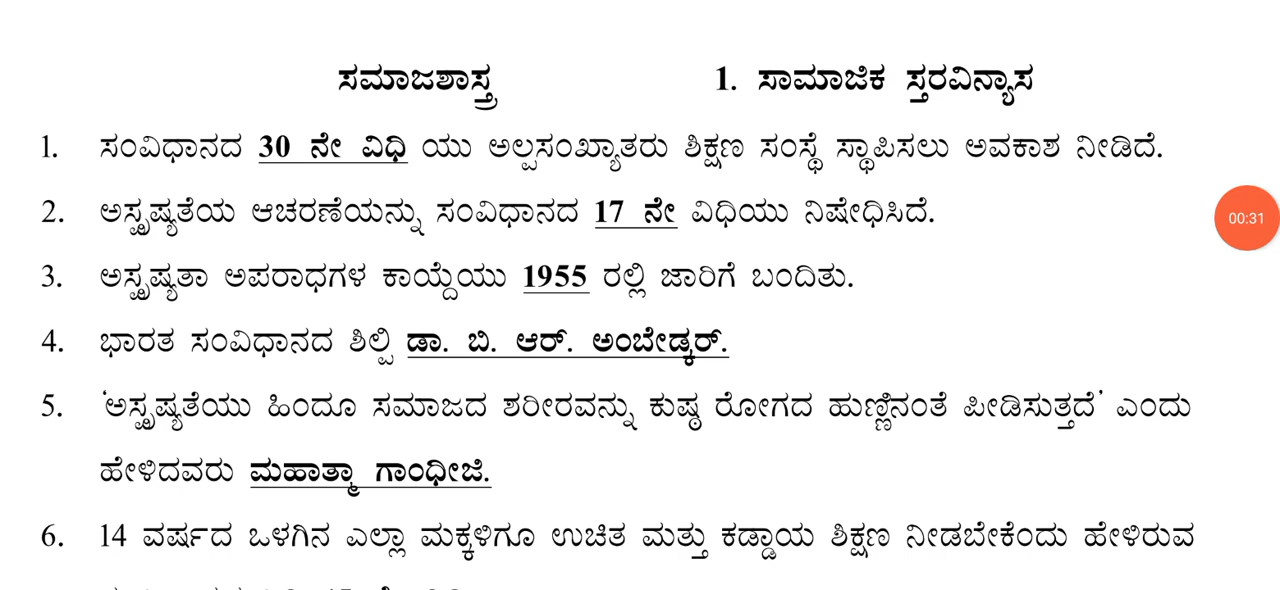 ಸಮಾಜಶಾಸ್ತ್ರ 1. ಸಾಮಾಜಿಕ ಸ್ತರವಿನ್ಯಾಸ
1. ಸಂವಿಧಾನದ 30 ನೇ ವಿಧಿ ಯು ಅಲ್ಪಸಂಖ್ಯಾತರು ಶಿಕ್ಷಣ ಸಂಸ್ಥೆ ಸ್ಥಾಪಿಸಲು ಅವಕಾಶ ನೀಡಿದೆ.
2. ಅಸ್ಪೃಷ್ಯತೆಯ ಆಚರಣೆಯನ್ನು ಸಂವಿಧಾನದ 17 ನೇ ವಿಧಿಯು ನಿಷೇಧಿಸಿದೆ.
00:31
3. ಅಸ್ಪೃಷ್ಯತಾ ಅಪರಾಧಗಳ ಕಾಯ್ದೆಯು 1955 ರಲ್ಲಿ ಜಾರಿಗೆ ಬಂದಿತು.
4. ಭಾರತ ಸಂವಿಧಾನದ ಶಿಲ್ಪಿ ಡಾ. ಬಿ. ಆರ್. ಅಂಬೇಡ್ಕರ್.
5. 'ಅಸ್ಪೃಷ್ಯತೆಯು ಹಿಂದೂ ಸಮಾಜದ ಶರೀರವನ್ನು ಕುಷ್ಠ ರೋಗದ ಹುಣ್ಣಿನಂತೆ ಪೀಡಿಸುತ್ತದೆ' ಎಂದು
ಹೇಳಿದವರು ಮಹಾತ್ಮಾ ಗಾಂಧೀಜಿ.
6. 14 ವರ್ಷದ ಒಳಗಿನ ಎಲ್ಲಾ ಮಕ್ಕಳಿಗೂ ಉಚಿತ ಮತ್ತು ಕಡ್ಡಾಯ ಶಿಕ್ಷಣ ನೀಡಬೇಕೆಂದು ಹೇಳಿರುವ